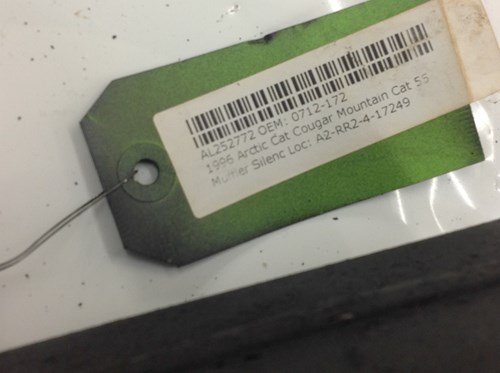 AL252772 OEM: 0712-172
1996 Arctic Cat Cougar Mountain Cat 55
Muffler Silenc Loc: A2-RR2-4-17249